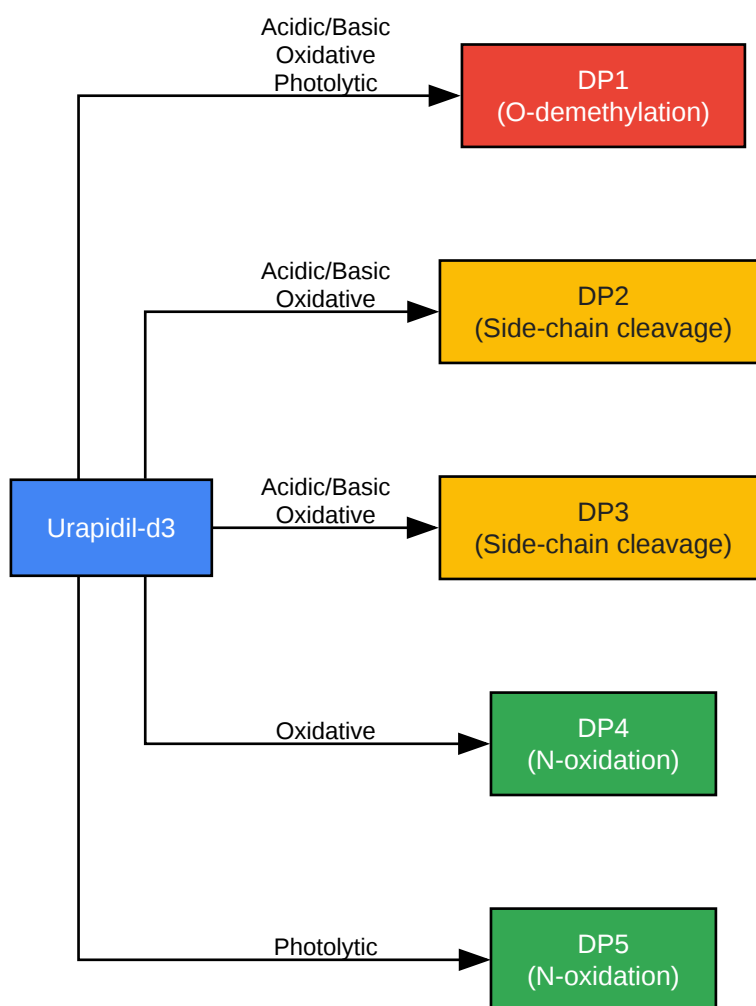 Acidic/Basic
Oxidative
Photolytic
DP1
(O-demethylation)
Acidic/Basic
Oxidative
DP2
(Side-chain cleavage)
Urapidil-d3
Acidic/Basic
Oxidative
DP3
(Side-chain cleavage)
Oxidative
DP4
(N-oxidation)
Photolytic
DP5
(N-oxidation)